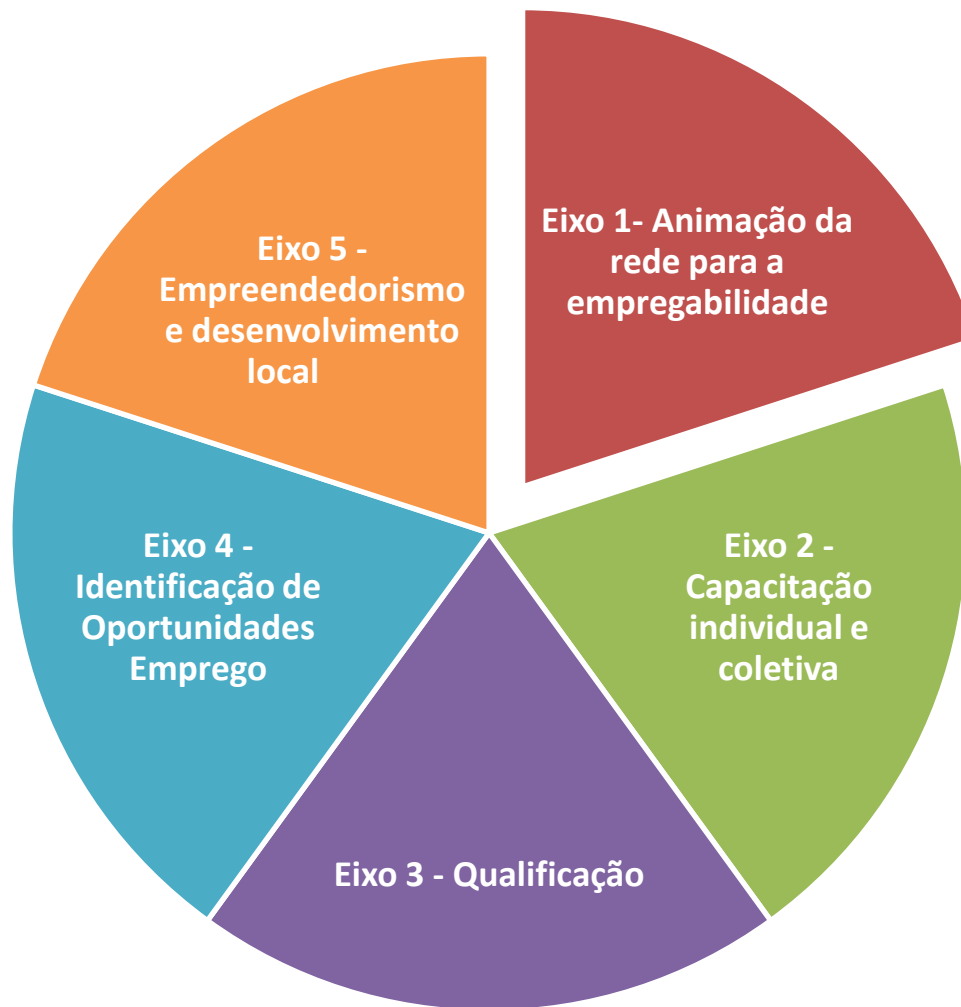 Eixo 1- Animação da
rede para a
empregabilidade
Eixo 2 -
Capacitação
individual e
coletiva
Eixo 3 - Qualificação
Eixo 4 -
Identificação de
Oportunidades
Emprego
Eixo 5 -
Empreendedorismo
e desenvolvimento
local